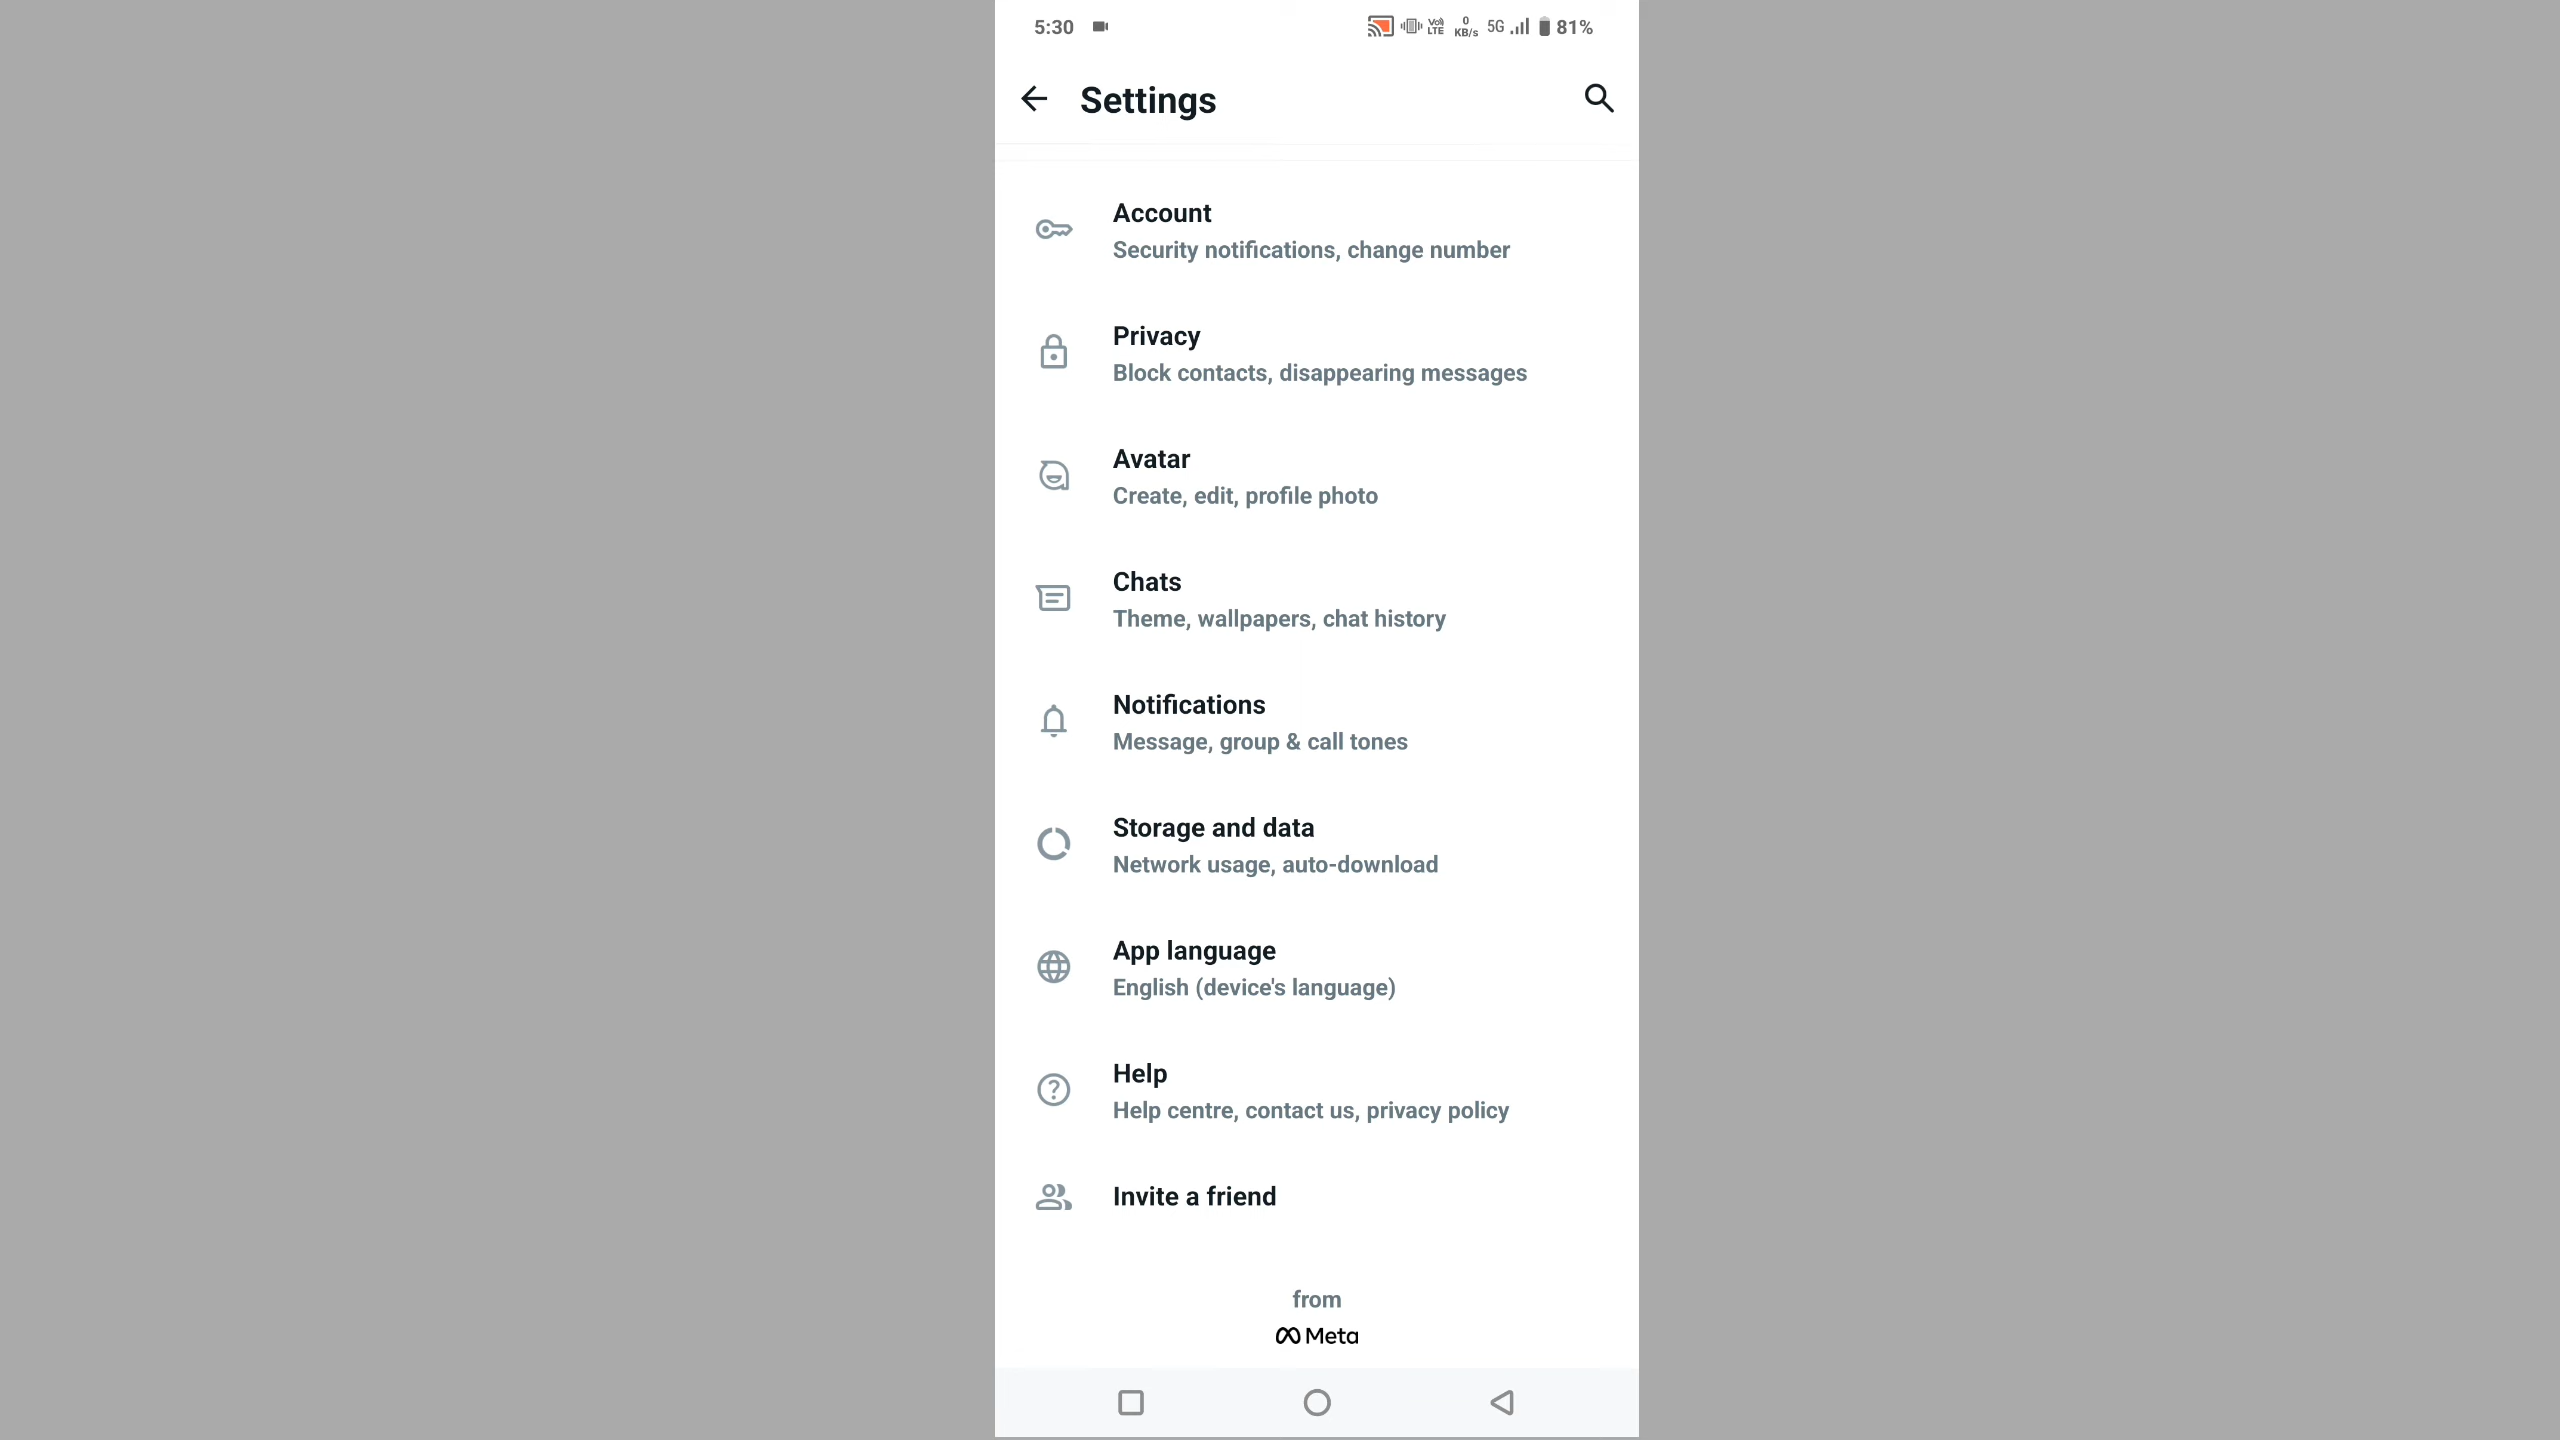 5:30
Vo) LTE 0 KB/s 5G 81%
Settings
Account
Security notifications, change number
Privacy
Block contacts, disappearing messages
Avatar
Create, edit, profile photo
Chats
Theme, wallpapers, chat history
Notifications
Message, group & call tones
Storage and data
Network usage, auto-download
App language
English (device's language)
Help
Help centre, contact us, privacy policy
Invite a friend
from
Meta